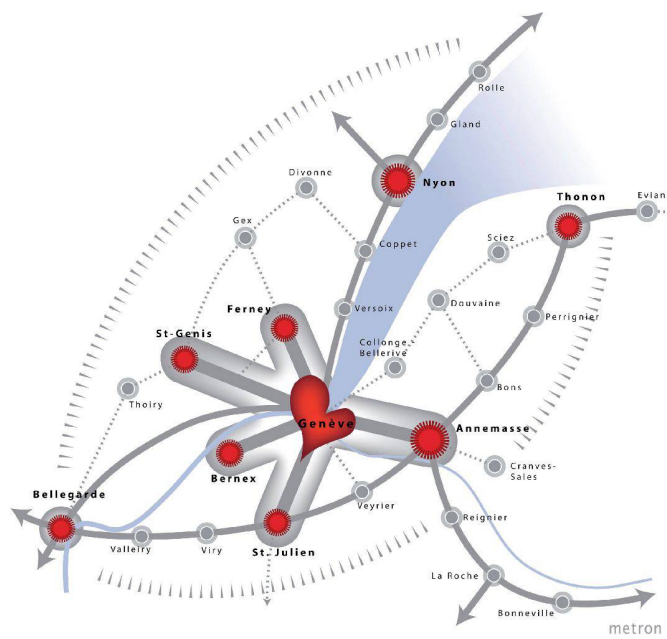 Rolle
Gland
Divonne
Nyon
Thonon
Evian
Gex
Sciez
Coppet
Ferney
Versoix
Douvaine
St-Genis
Perrignier
Collonge-
Bellerive
Thoiry
Bons
Genève
Annemasse
Bernex
Cranves-
Sales
Bellegarde
Veyrier
Reignier
Valleiry
Viry
St. Julien
La Roche
Bonneville
metron